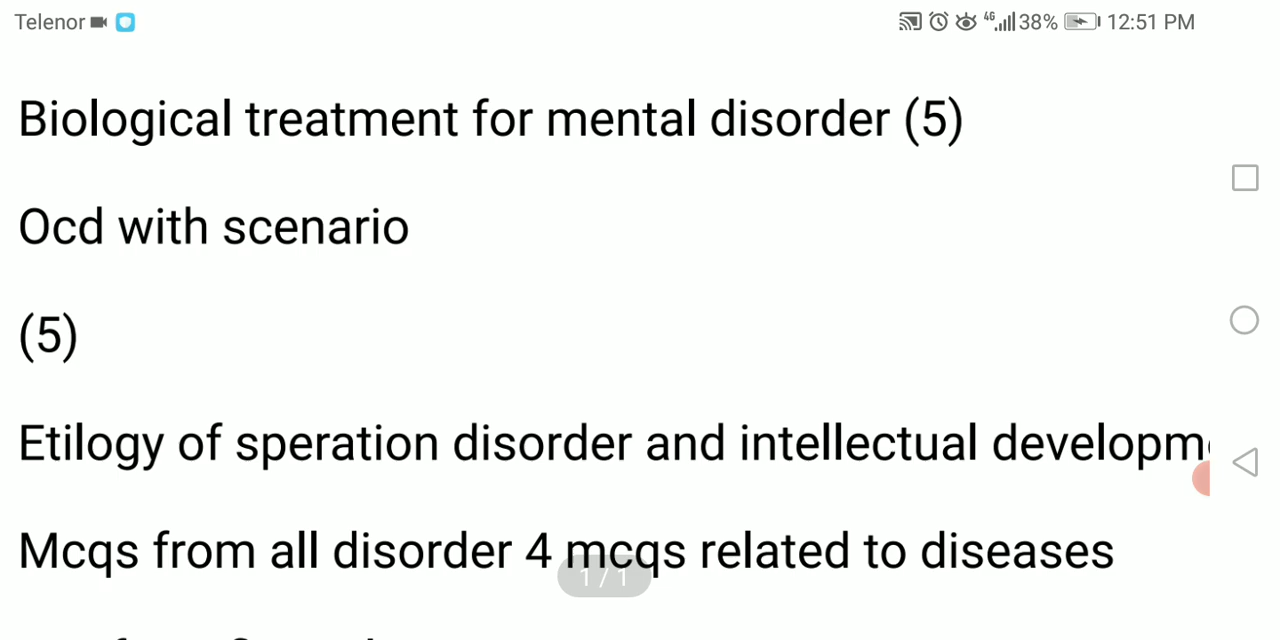 Telenor 4G 38% 12:51 PM
Biological treatment for mental disorder (5)
Ocd with scenario
(5)
Etilogy of speration disorder and intellectual developm
Mcqs from all disorder 4 mcqs related to diseases
1 / 1